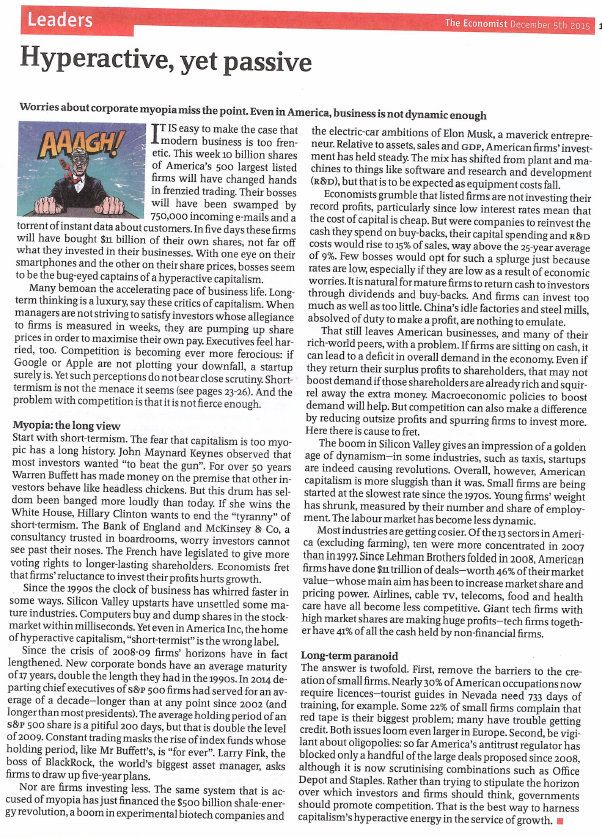 Leaders
The Economist December 5th 2015
1
Hyperactive, yet passive
Worries about corporate myopia miss the point. Even in America, business is not dynamic enough
AAAGH!
IT IS easy to make the case that
modern business is too fren-
etic. This week 10 billion shares
of America's 500 largest listed
firms will have changed hands
in frenzied trading. Their bosses
will have been swamped by
750,000 incoming e-mails and a
torrent of instant data about customers. In five days these firms
will have bought $11 billion of their own shares, not far off
what they invested in their businesses. With one eye on their
smartphones and the other on their share prices, bosses seem
to be the bug-eyed captains of a hyperactive capitalism.
Many bemoan the accelerating pace of business life. Long-
term thinking is a luxury, say these critics of capitalism. When
managers are not striving to satisfy investors whose allegiance
to firms is measured in weeks, they are pumping up share
prices in order to maximise their own pay. Executives feel har-
ried, too. Competition is becoming ever more ferocious: if
Google or Apple are not plotting your downfall, a startup
surely is. Yet such perceptions do not bear close scrutiny. Short-
termism is not the menace it seems (see pages 23-26). And the
problem with competition is that it is not fierce enough.
Myopia: the long view
Start with short-termism. The fear that capitalism is too myo-
pic has a long history. John Maynard Keynes observed that
most investors wanted "to beat the gun". For over 50 years
Warren Buffett has made money on the premise that other in-
vestors behave like headless chickens. But this drum has sel-
dom been banged more loudly than today. If she wins the
White House, Hillary Clinton wants to end the "tyranny" of
short-termism. The Bank of England and McKinsey & Co, a
consultancy trusted in boardrooms, worry investors cannot
see past their noses. The French have legislated to give more
voting rights to longer-lasting shareholders. Economists fret
that firms' reluctance to invest their profits hurts growth.
Since the 1990s the clock of business has whirred faster in
some ways. Silicon Valley upstarts have unsettled some ma-
ture industries. Computers buy and dump shares in the stock-
market within milliseconds. Yet even in America Inc, the home
of hyperactive capitalism, "short-termist" is the wrong label.
Since the crisis of 2008-09 firms' horizons have in fact
lengthened. New corporate bonds have an average maturity
of 17 years, double the length they had in the 1990s. In 2014 de-
parting chief executives of S&P 500 firms had served for an av-
erage of a decade—longer than at any point since 2002 (and
longer than most presidents). The average holding period of an
S&P 500 share is a pitiful 200 days, but that is double the level
of 2009. Constant trading masks the rise of index funds whose
holding period, like Mr Buffett's, is "for ever". Larry Fink, the
boss of BlackRock, the world's biggest asset manager, asks
firms to draw up five-year plans.
Nor are firms investing less. The same system that is ac-
cused of myopia has just financed the $500 billion shale-ener-
gy revolution, a boom in experimental biotech companies and
the electric-car ambitions of Elon Musk, a maverick entrepre-
neur. Relative to assets, sales and GDP, American firms' invest-
ment has held steady. The mix has shifted from plant and ma-
chines to things like software and research and development
(R&D), but that is to be expected as equipment costs fall.
Economists grumble that listed firms are not investing their
record profits, particularly since low interest rates mean that
the cost of capital is cheap. But were companies to reinvest the
cash they spend on buy-backs, their capital spending and R&D
costs would rise to 15% of sales, way above the 25-year average
of 9%. Few bosses would opt for such a splurge just because
rates are low, especially if they are low as a result of economic
worries. It is natural for mature firms to return cash to investors
through dividends and buy-backs. And firms can invest too
much as well as too little. China's idle factories and steel mills,
absolved of duty to make a profit, are nothing to emulate.
That still leaves American businesses, and many of their
rich-world peers, with a problem. If firms are sitting on cash, it
can lead to a deficit in overall demand in the economy. Even if
they return their surplus profits to shareholders, that may not
boost demand if those shareholders are already rich and squir-
rel away the extra money. Macroeconomic policies to boost
demand will help. But competition can also make a difference
by reducing outsize profits and spurring firms to invest more.
Here there is cause to fret.
The boom in Silicon Valley gives an impression of a golden
age of dynamism—in some industries, such as taxis, startups
are indeed causing revolutions. Overall, however, American
capitalism is more sluggish than it was. Small firms are being
started at the slowest rate since the 1970s. Young firms' weight
has shrunk, measured by their number and share of employ-
ment. The labour market has become less dynamic.
Most industries are getting cosier. Of the 13 sectors in Ameri-
ca (excluding farming), ten were more concentrated in 2007
than in 1997. Since Lehman Brothers folded in 2008, American
firms have done $11 trillion of deals—worth 46% of their market
value—whose main aim has been to increase market share and
pricing power. Airlines, cable TV, telecoms, food and health
care have all become less competitive. Giant tech firms with
high market shares are making huge profits—tech firms togeth-
er have 41% of all the cash held by non-financial firms.
Long-term paranoid
The answer is twofold. First, remove the barriers to the cre-
ation of small firms. Nearly 30% of American occupations now
require licences—tourist guides in Nevada need 733 days of
training, for example. Some 22% of small firms complain that
red tape is their biggest problem; many have trouble getting
credit. Both issues loom even larger in Europe. Second, be vigi-
lant about oligopolies: so far America's antitrust regulator has
blocked only a handful of the large deals proposed since 2008,
although it is now scrutinising combinations such as Office
Depot and Staples. Rather than trying to stipulate the horizon
over which investors and firms should think, governments
should promote competition. That is the best way to harness
capitalism's hyperactive energy in the service of growth. ■